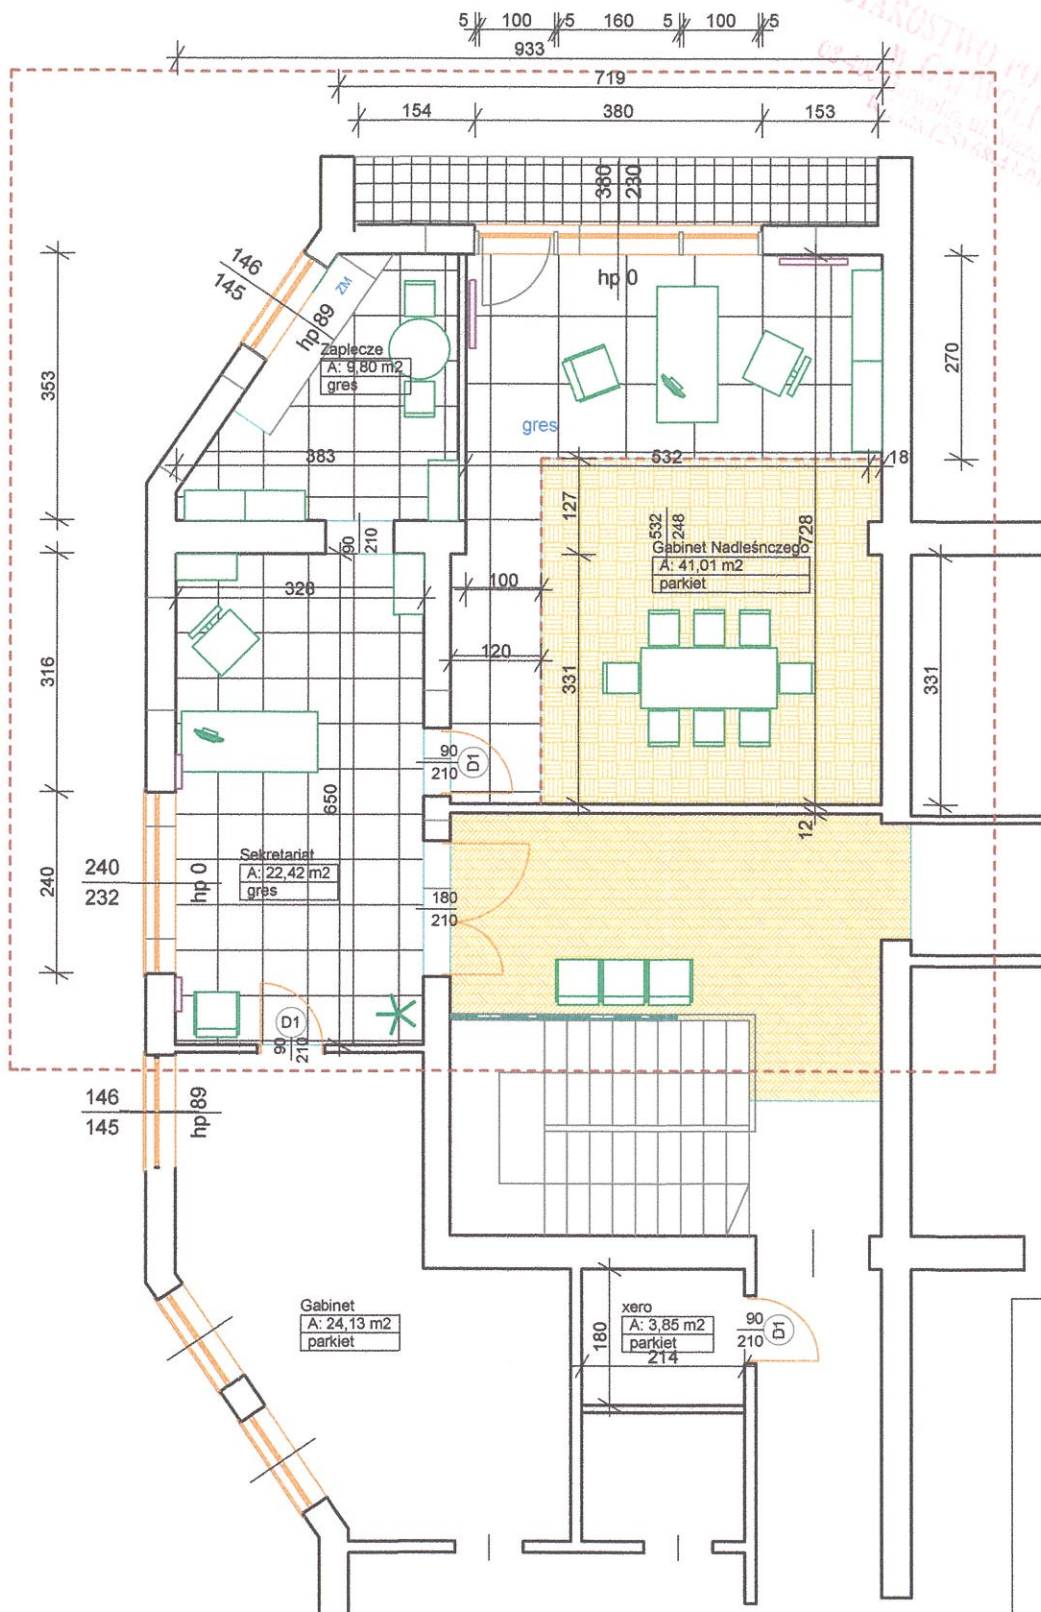 5 100 5 160 5 100 5
933
719
154 380 153
STAROSTWO PO
380
230
hp 0
146
145
hp 89
ZM
Zaplecze
A: 9,80 m2
gres
353
270
gres
383
532
18
127
532
248
728
Gabinet Nadleśnczego
A: 41,01 m2
parkiet
90
210
328
100
120
316
331
331
90
210
D1
650
12
Sekretariat
A: 22,42 m2
gres
240
240
232
hp 0
180
210
D1
90
210
146
145
hp 89
Gabinet
A: 24,13 m2
parkiet
xero
A: 3,85 m2
parkiet
180
214
90
210
D1